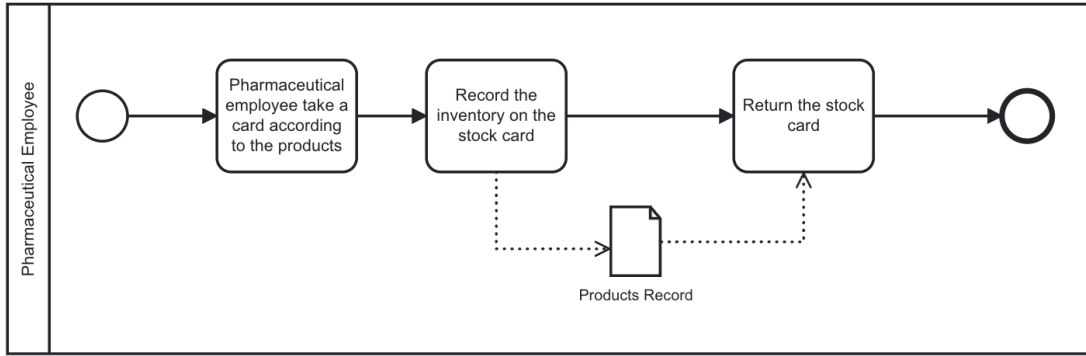 Pharmaceutical Employee
Pharmaceutical
employee take a
card according
to the products
Record the
inventory on the
stock card
Return the stock
card
Products Record